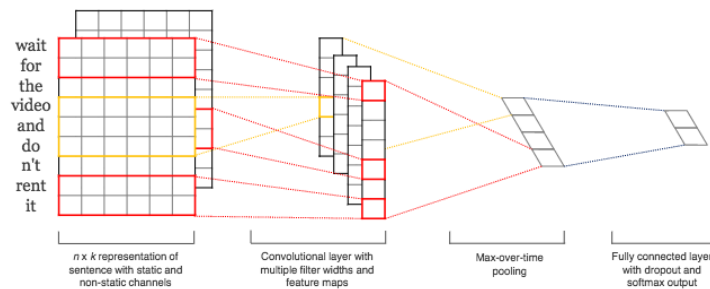 wait
for
the
video
and
do
n't
rent
it
n x k representation of
sentence with static and
non-static channels
Convolutional layer with
multiple filter widths and
feature maps
Max-over-time
pooling
Fully connected layer
with dropout and
softmax output